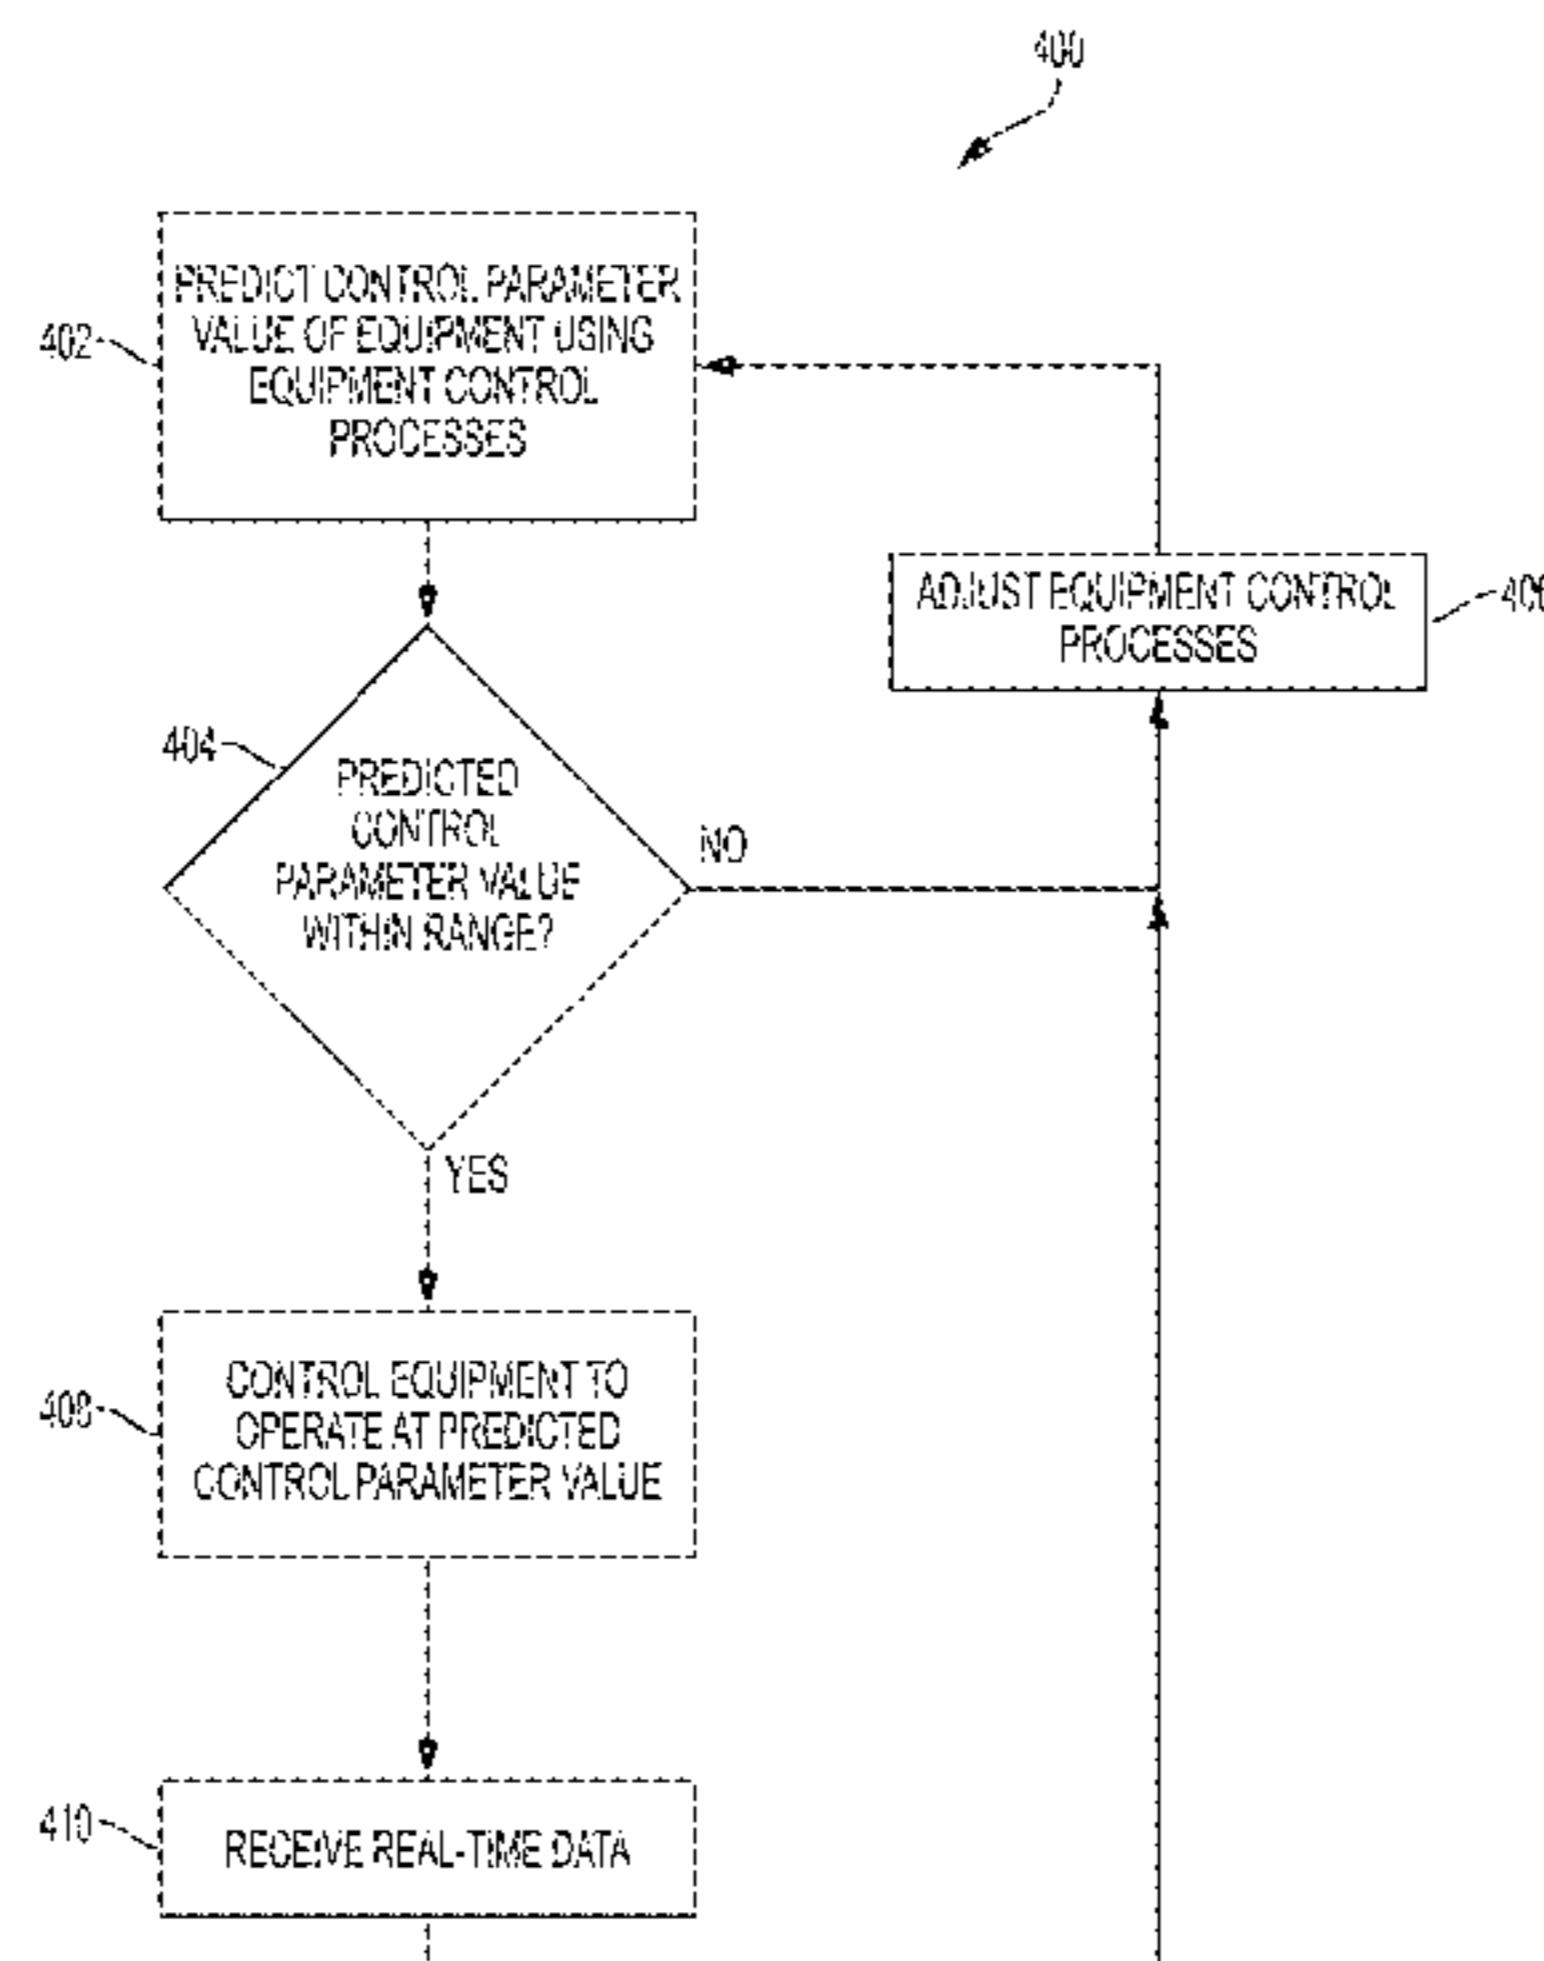 400
402
PREDICT CONTROL PARAMETER
VALUE OF EQUIPMENT USING
EQUIPMENT CONTROL
PROCESSES
ADJUST EQUIPMENT CONTROL
PROCESSES
406
404
PREDICTED
CONTROL
PARAMETER VALUE
WITHIN RANGE?
NO
YES
408
CONTROL EQUIPMENT TO
OPERATE AT PREDICTED
CONTROL PARAMETER VALUE
410
RECEIVE REAL-TIME DATA